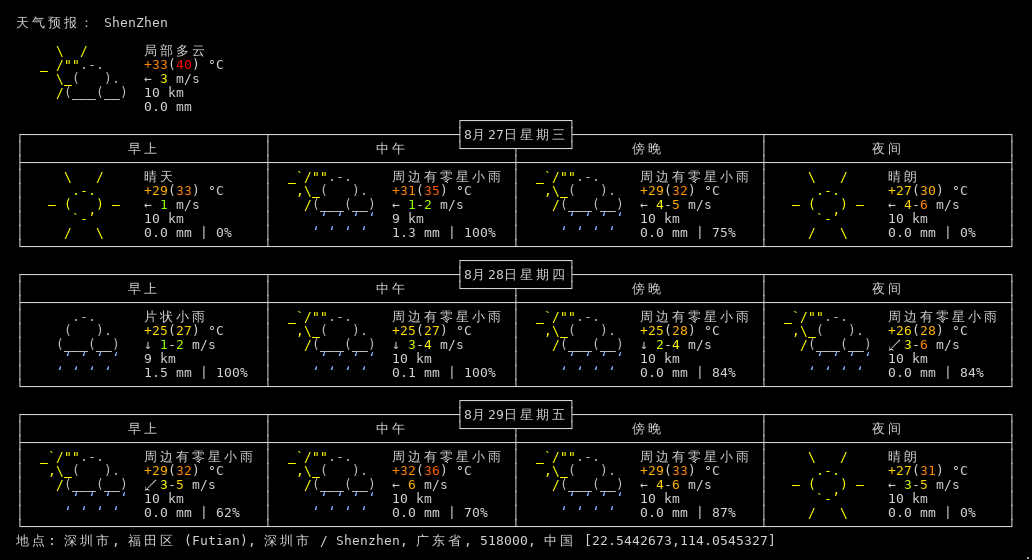 天气预报： ShenZhen
局部多云
+33(40) °C
← 3 m/s
10 km
0.0 mm
8月27日星期三
早上 中午 傍晚 夜间
晴天 周边有零星小雨 周边有零星小雨 晴朗
+29(33) °C +31(35) °C +29(32) °C +27(30) °C
← 1 m/s ← 1-2 m/s ← 4-5 m/s ← 4-6 m/s
10 km 9 km 10 km 10 km
0.0 mm | 0% 1.3 mm | 100% 0.0 mm | 75% 0.0 mm | 0%
8月28日星期四
早上 中午 傍晚 夜间
片状小雨 周边有零星小雨 周边有零星小雨 周边有零星小雨
+25(27) °C +25(27) °C +25(28) °C +26(28) °C
↓ 1-2 m/s ↓ 3-4 m/s ↓ 2-4 m/s ↙ 3-6 m/s
9 km 10 km 10 km 10 km
1.5 mm | 100% 0.1 mm | 100% 0.0 mm | 84% 0.0 mm | 84%
8月29日星期五
早上 中午 傍晚 夜间
周边有零星小雨 周边有零星小雨 周边有零星小雨 晴朗
+29(32) °C +32(36) °C +29(33) °C +27(31) °C
↙ 3-5 m/s ← 6 m/s ← 4-6 m/s ← 3-5 m/s
10 km 10 km 10 km 10 km
0.0 mm | 62% 0.0 mm | 70% 0.0 mm | 87% 0.0 mm | 0%
地点: 深圳市, 福田区 (Futian), 深圳市 / Shenzhen, 广东省, 518000, 中国 [22.5442673,114.0545327]